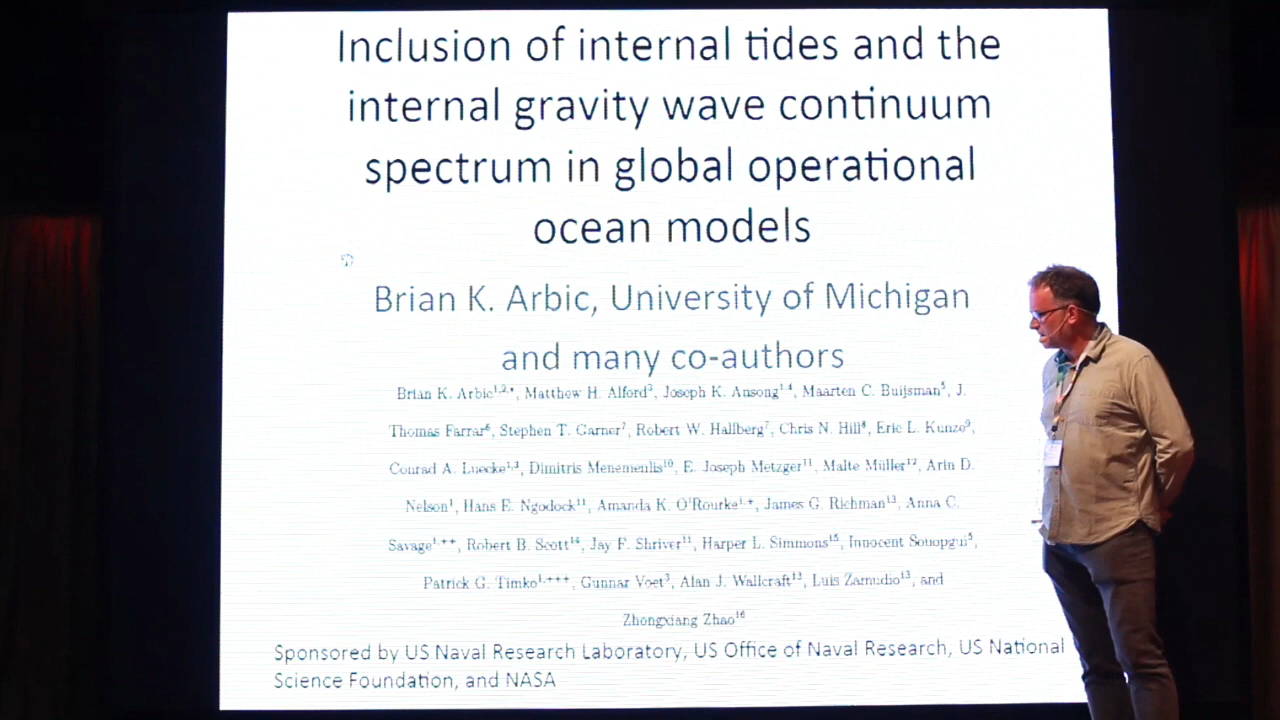 Inclusion of internal tides and the
internal gravity wave continuum
spectrum in global operational
ocean models
Brian K. Arbic, University of Michigan
and many co-authors
Brian K. Arbic¹,²,*, Matthew H. Alford³, Joseph K. Ansong¹,⁴, Maarten C. Buijsman⁵, J.
Thomas Farrar⁶, Stephen T. Garner⁷, Robert W. Hallberg⁷, Chris N. Hill⁸, Eric L. Kunze⁹,
Conrad A. Luecke¹,³, Dimitris Menemenlis¹⁰, E. Joseph Metzger¹¹, Malte Müller¹², Arin D.
Nelson¹, Hans E. Ngodock¹¹, Amanda K. O'Rourke¹,⁺, James G. Richman¹³, Anna C.
Savage¹,⁺⁺, Robert B. Scott¹⁴, Jay F. Shriver¹¹, Harper L. Simmons¹⁵, Innocent Souopgui⁵,
Patrick G. Timko¹,⁺⁺⁺, Gunnar Voet³, Alan J. Wallcraft¹³, Luis Zamudio¹³, and
Zhongxiang Zhao¹⁶
Sponsored by US Naval Research Laboratory, US Office of Naval Research, US National
Science Foundation, and NASA